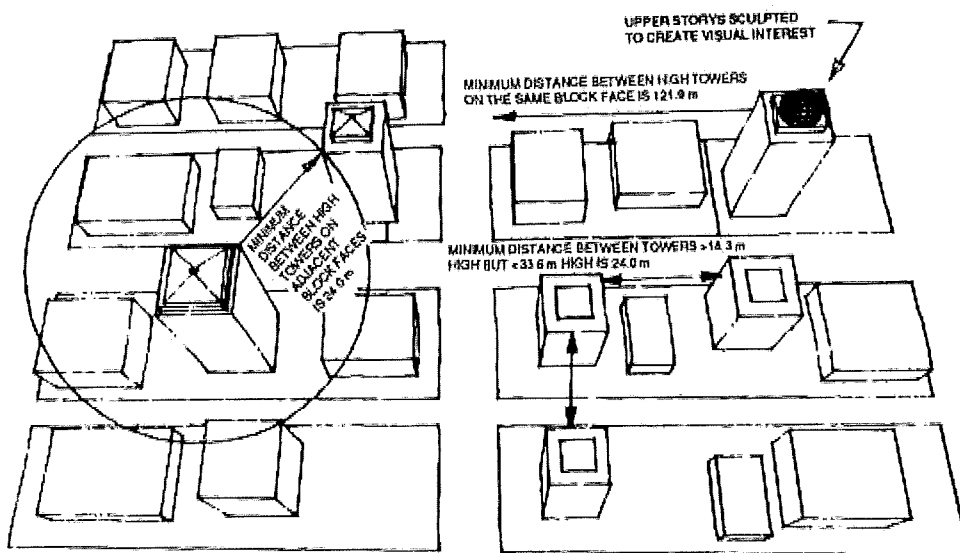 UPPER STORYS SCULPTED
TO CREATE VISUAL INTEREST
MINIMUM DISTANCE BETWEEN HIGH TOWERS
ON THE SAME BLOCK FACE IS 121.9 m
MINIMUM
DISTANCE
BETWEEN HIGH
TOWERS ON
ADJACENT
BLOCK FACES
IS 24.0 m
MINIMUM DISTANCE BETWEEN TOWERS >18.3 m
HIGH BUT <33.6 m HIGH IS 24.0 m